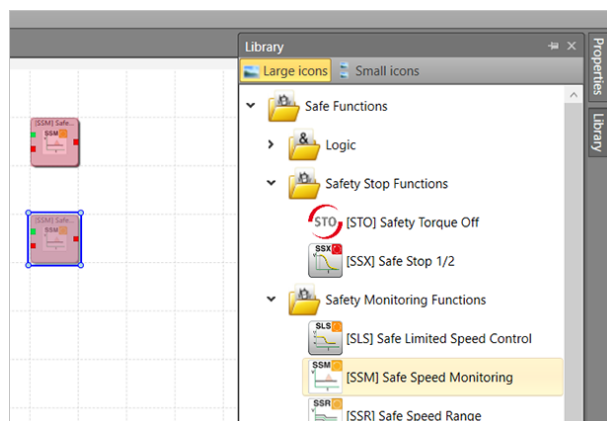 Library
Large icons
Small icons
Safe Functions
&
Logic
Safety Stop Functions
STO
[STO] Safety Torque Off
SSX
[SSX] Safe Stop 1/2
Safety Monitoring Functions
SLS
[SLS] Safe Limited Speed Control
SSM
[SSM] Safe Speed Monitoring
SSR
[SSR] Safe Speed Range
[SSM] Safe...
SSM
[SSM] Safe...
SSM
Properties
Library